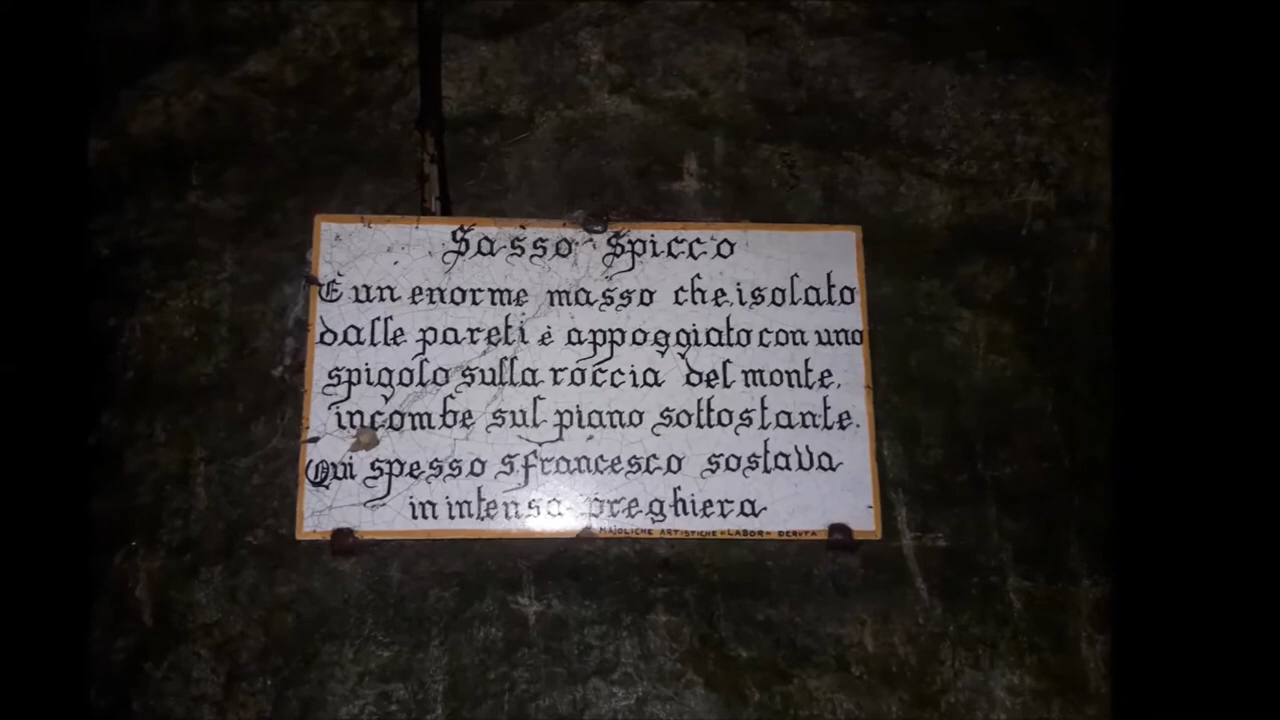 Sasso Spicco
È un enorme masso che, isolato
dalle pareti è appoggiato con uno
spigolo sulla roccia del monte,
incombe sul piano sottostante.
Qui spesso S. Francesco sostava
in intensa preghiera
MAJOLICHE ARTISTICHE "LABOR" DERUTA